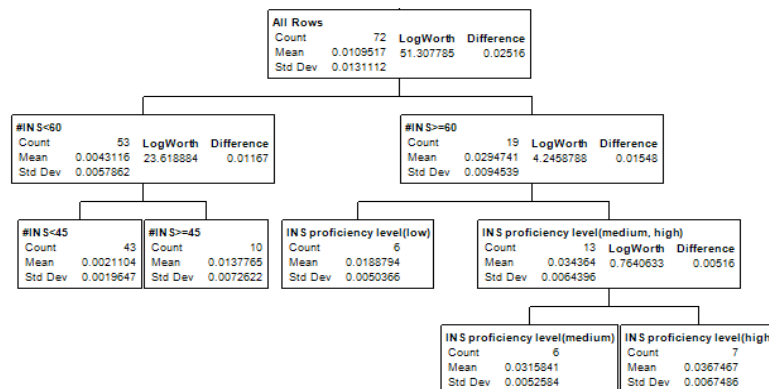 All Rows
Count 72 LogWorth Difference
Mean 0.0109517 51.307785 0.02516
Std Dev 0.0131112
#INS<60
Count 53 LogWorth Difference
Mean 0.0043116 23.618884 0.01167
Std Dev 0.0057862
#INS>=60
Count 19 LogWorth Difference
Mean 0.0294741 4.2458788 0.01548
Std Dev 0.0094539
#INS<45
Count 43
Mean 0.0021104
Std Dev 0.0019647
#INS>=45
Count 10
Mean 0.0137765
Std Dev 0.0072622
INS proficiency level(low)
Count 6
Mean 0.0188794
Std Dev 0.0050366
INS proficiency level(medium, high)
Count 13 LogWorth Difference
Mean 0.034364 0.7640633 0.00516
Std Dev 0.0064396
INS proficiency level(medium)
Count 6
Mean 0.0315841
Std Dev 0.0052584
INS proficiency level(high
Count 7
Mean 0.0367467
Std Dev 0.0067486